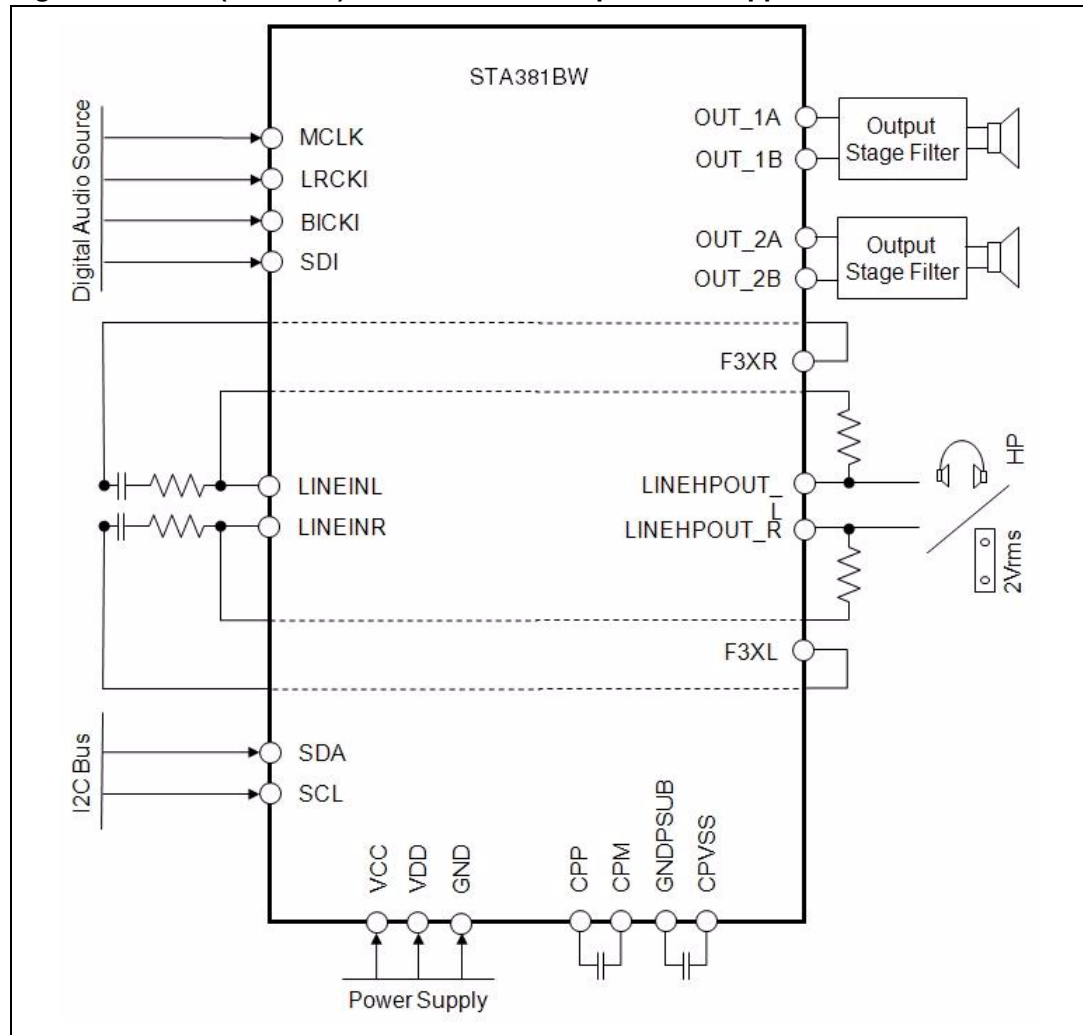 STA381BW
Digital Audio Source
MCLK
LRCKI
BICKI
SDI
OUT_1A
OUT_1B
Output
Stage Filter
OUT_2A
OUT_2B
Output
Stage Filter
F3XR
LINEINL
LINEINR
LINEHPOUT_
L
LINEHPOUT_R
HP
2Vrms
F3XL
I2C Bus
SDA
SCL
VCC
VDD
GND
CPP
CPM
GNDPSUB
CPVSS
Power Supply